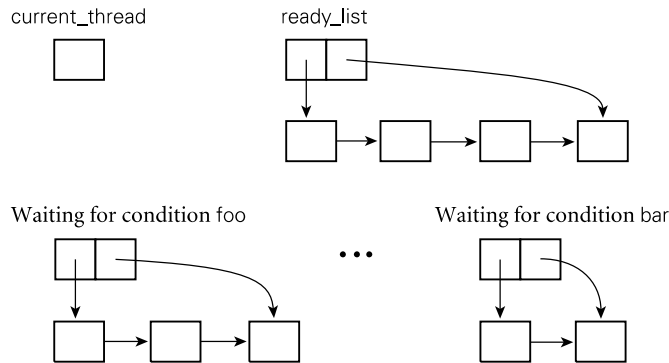 current_thread
ready_list
Waiting for condition foo
...
Waiting for condition bar